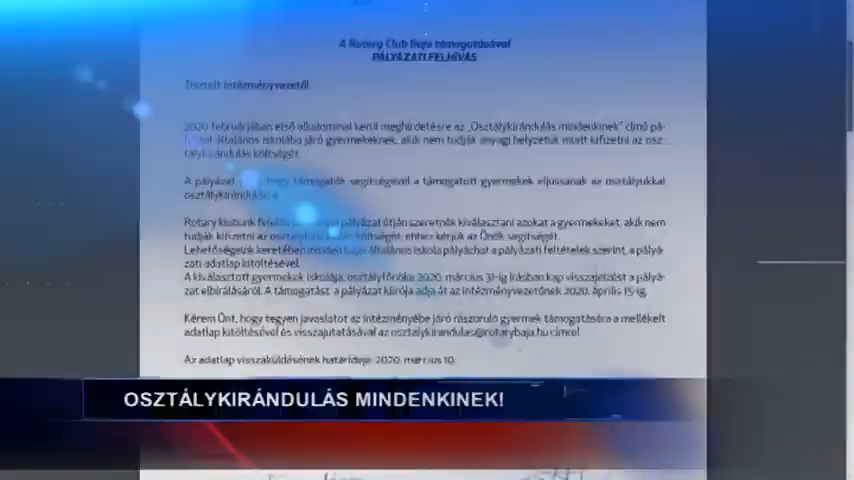 A Rotary Club Baja támogatásával
PÁLYÁZATI FELHÍVÁS
Tisztelt Intézményvezető!
2020 februárjában első alkalommal kerül meghirdetésre az „Osztálykirándulás mindenkinek" című pá-
általános iskolába járó gyermekeknek, akik nem tudják anyagi helyzetük miatt kifizetni az osz-
tálykirándulás költségét.
A pályázat hogy támogatók segítségével a támogatott gyermekek eljussanak az osztályukkal
osztálykirándulásra
Rotary klubunk pályázat útján szeretnék kiválasztani azokat a gyermekeket, akik nem
tudják kifizetni az költségét, ehhez kérjük az Önök segítségét.
Lehetőségeink keretében minden bajai általános iskola pályázhat a pályázati feltételek szerint, a pályá-
zati adatlap kitöltésével.
A kiválasztott gyermekek iskolája, osztályfőnöke 2020. március 31-ig írásban kap visszajelzést a pályá-
zat elbírálásáról. A támogatást a pályázat kiírója adja át az intézményvezetőnek 2020. április 15-ig.
Kérem Önt, hogy tegyen javaslatot az intézményébe járó rászoruló gyermek támogatására a mellékelt
adatlap kitöltésével és visszajutatásával az osztalykirandulas@rotarybaja.hu címre!
Az adatlap visszaküldésének határideje: 2020. március 10.
OSZTÁLYKIRÁNDULÁS MINDENKINEK!